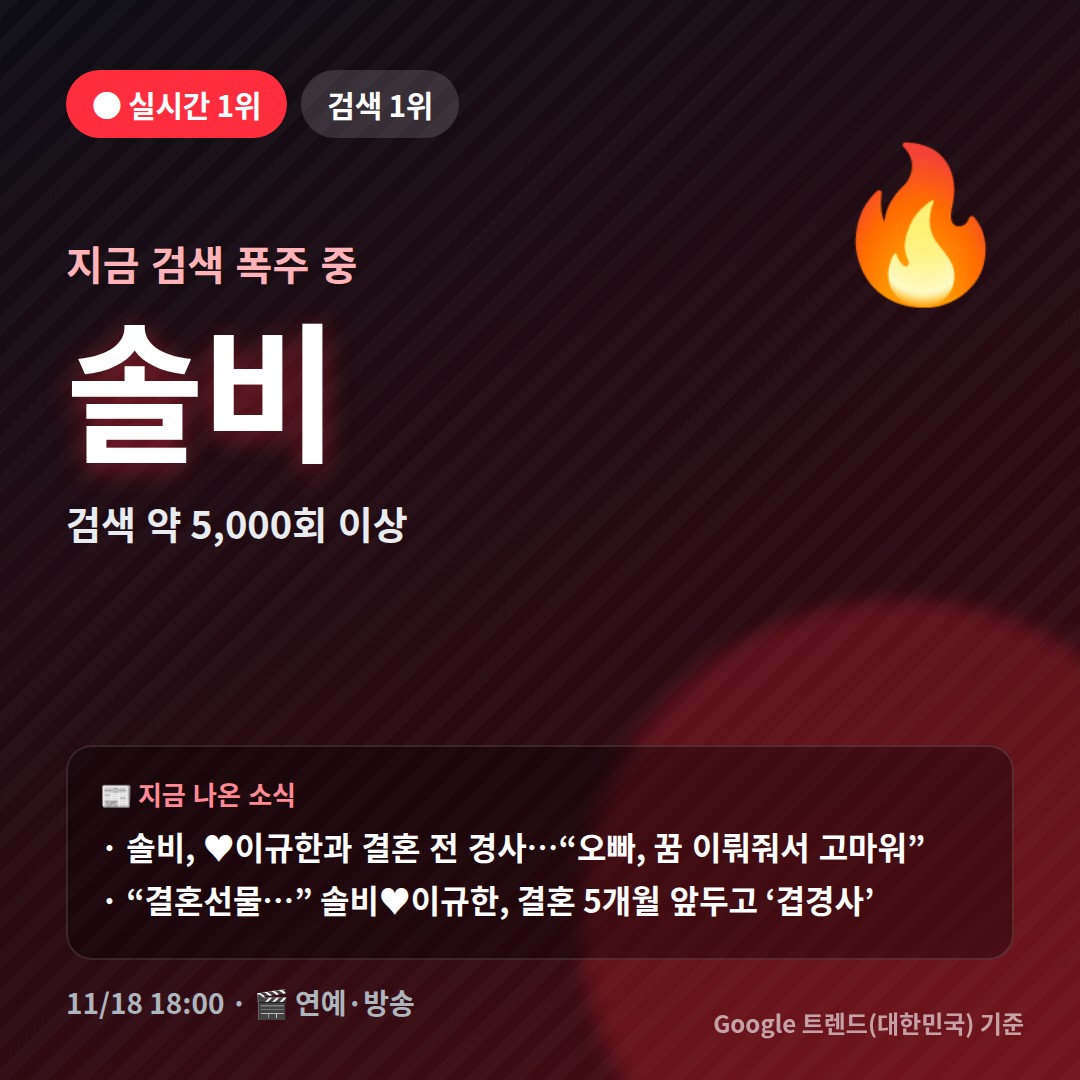 실시간 1위 검색 1위
지금 검색 폭주 중
솔비
검색 약 5,000회 이상
📰 지금 나온 소식
· 솔비, ♥이규한과 결혼 전 경사…“오빠, 꿈 이뤄줘서 고마워”
· “결혼선물…” 솔비♥이규한, 결혼 5개월 앞두고 ‘겹경사’
11/18 18:00 · 🎬 연예·방송
Google 트렌드(대한민국) 기준